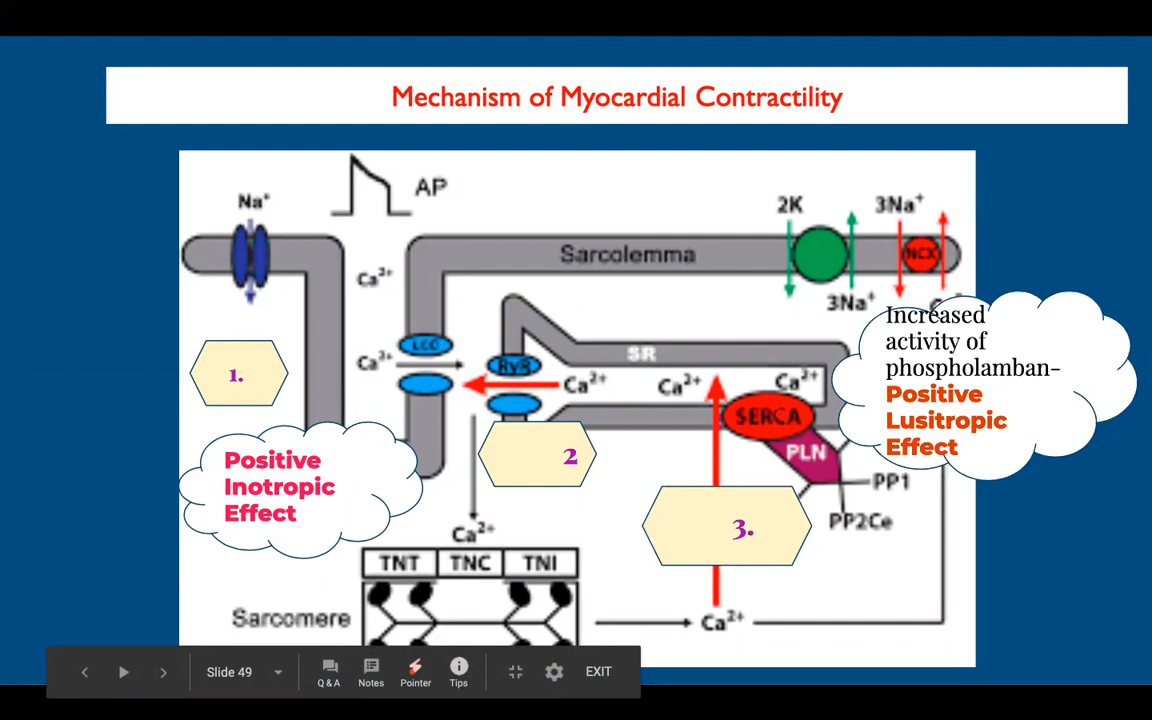 Mechanism of Myocardial Contractility
AP
Na⁺
2K
3Na⁺
Sarcolemma
NCX
Ca²⁺
3Na⁺
Increased
activity of
phospholamban-
Positive
Lusitropic
Effect
LCC
Ca²⁺
RyR
SR
Ca²⁺
Ca²⁺
Ca²⁺
1.
SERCA
PLN
Positive
Inotropic
Effect
2
PP1
3.
PP2Ce
Ca²⁺
TNT TNC TNI
Sarcomere
Ca²⁺
Slide 49
Q & A Notes Pointer Tips
EXIT